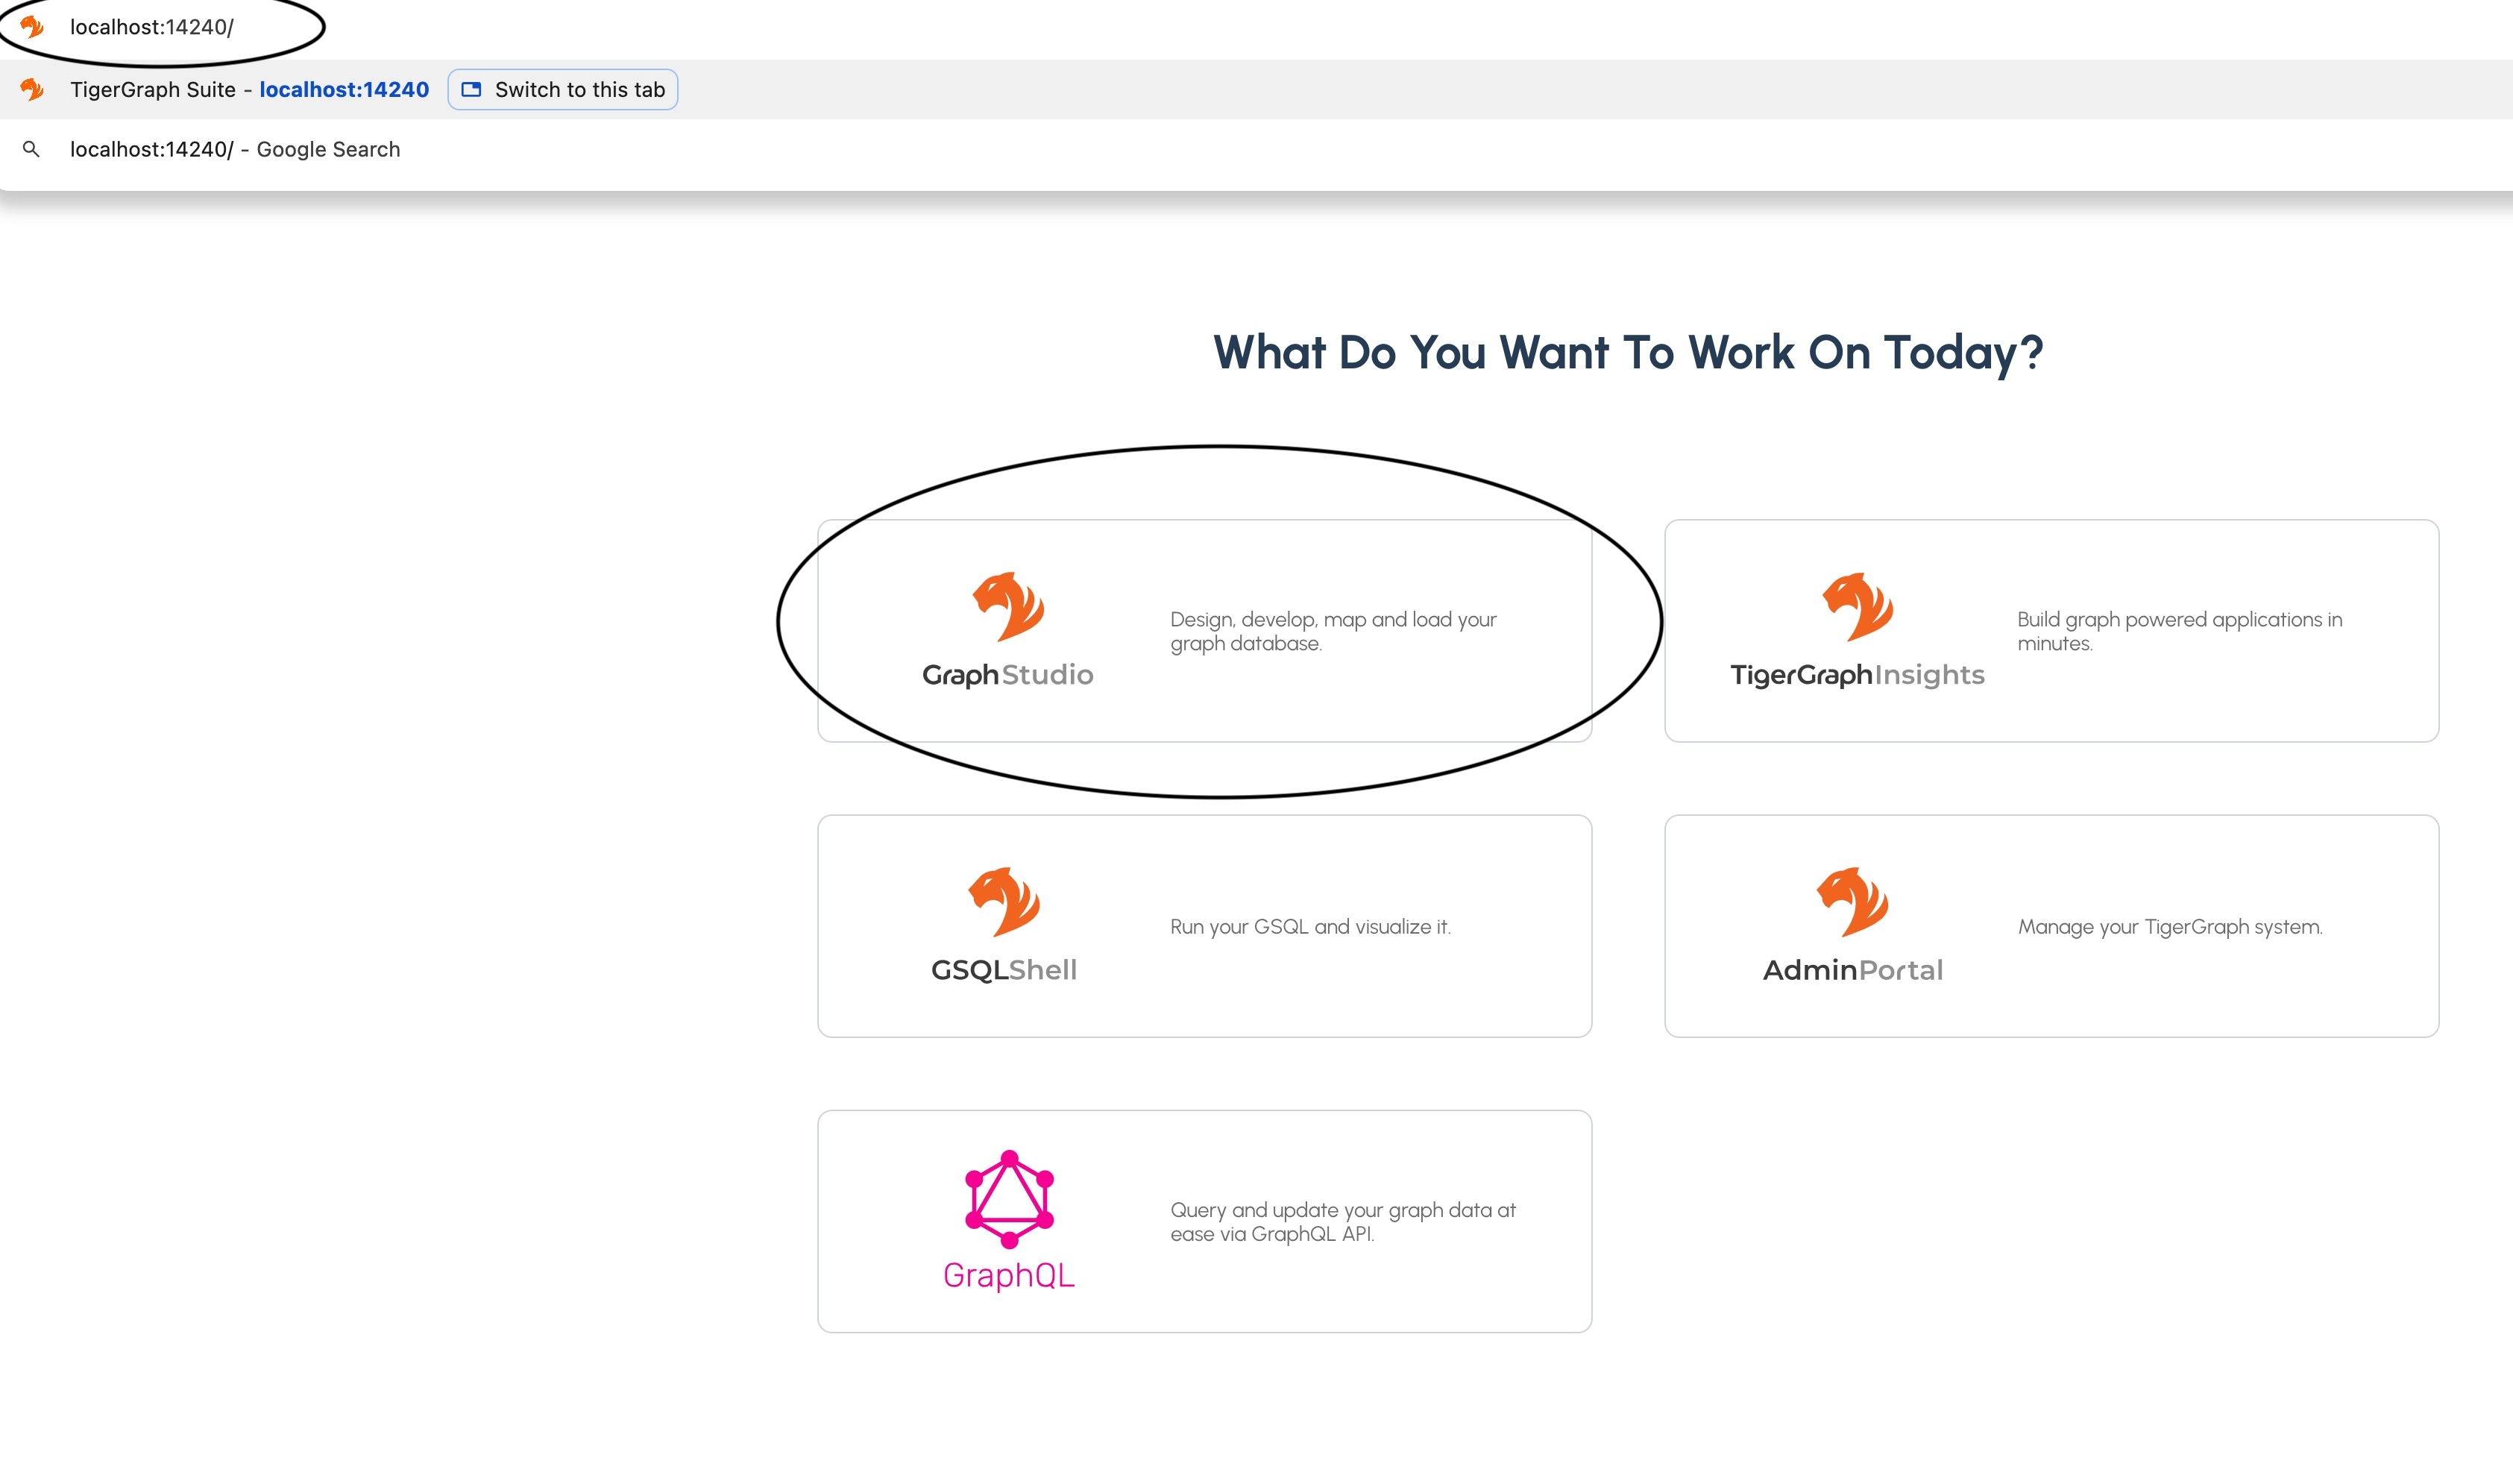 localhost:14240/
TigerGraph Suite - localhost:14240 Switch to this tab
localhost:14240/ - Google Search
What Do You Want To Work On Today?
GraphStudio
Design, develop, map and load your
graph database.
TigerGraphInsights
Build graph powered applications in
minutes.
GSQLShell
Run your GSQL and visualize it.
AdminPortal
Manage your TigerGraph system.
GraphQL
Query and update your graph data at
ease via GraphQL API.